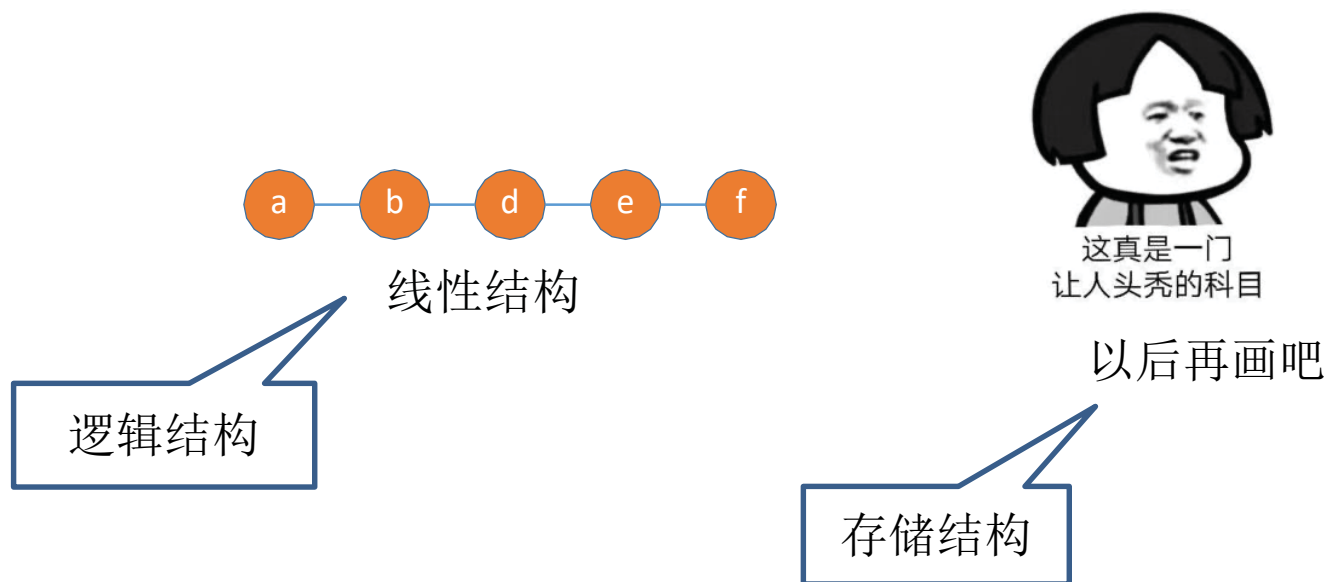 a b d e f
线性结构
逻辑结构
这真是一门
让人头秃的科目
以后再画吧
存储结构